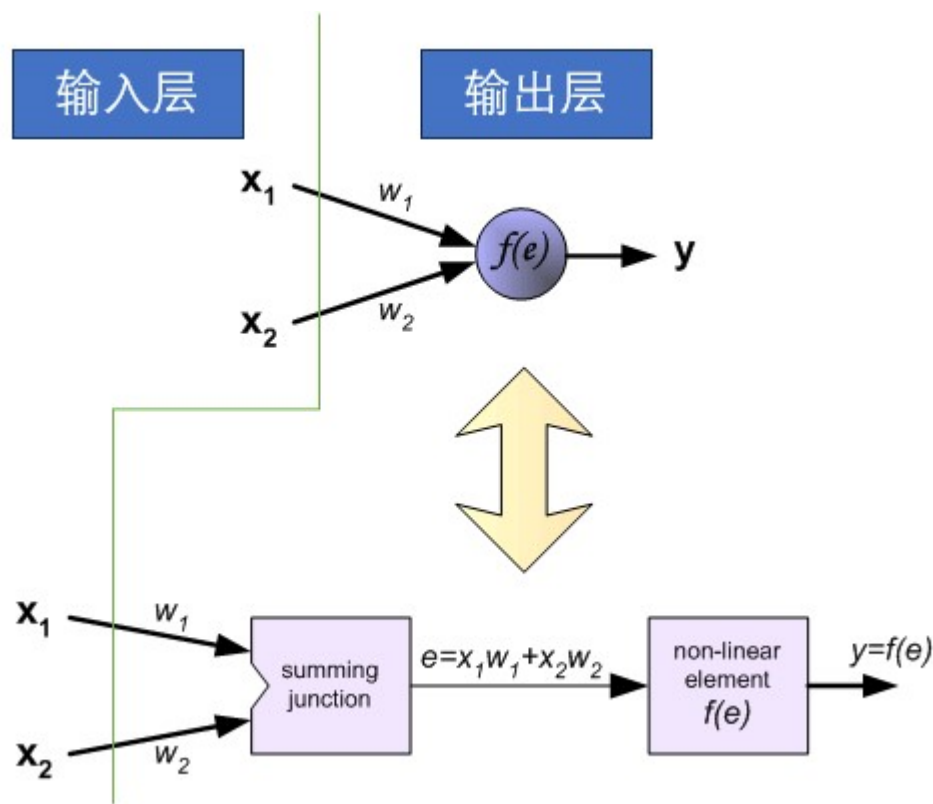 输入层
输出层
x₁
w₁
f(e)
y
w₂
x₂
x₁
w₁
summing
junction
e=x₁w₁+x₂w₂
non-linear
element
f(e)
y=f(e)
x₂
w₂